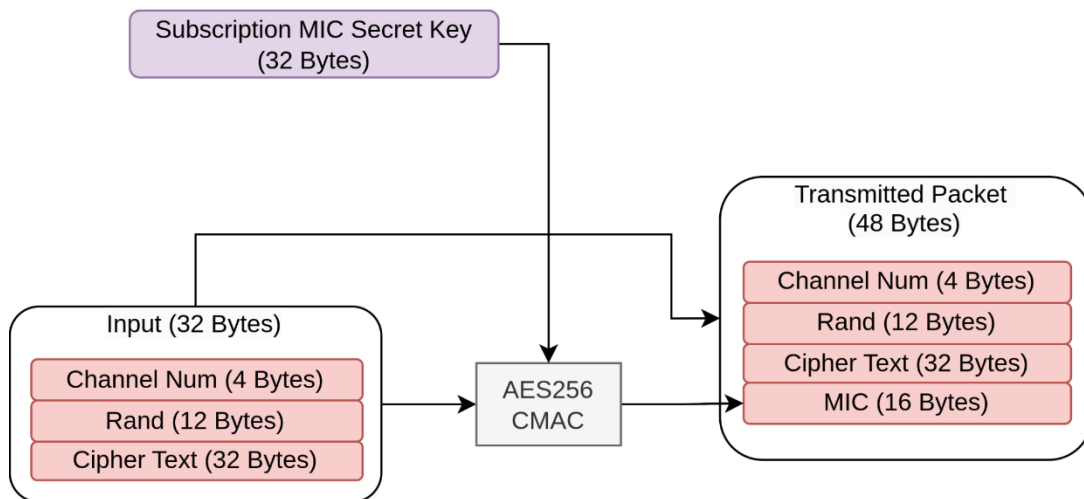 Subscription MIC Secret Key
(32 Bytes)
Transmitted Packet
(48 Bytes)
Channel Num (4 Bytes)
Rand (12 Bytes)
Cipher Text (32 Bytes)
MIC (16 Bytes)
Input (32 Bytes)
Channel Num (4 Bytes)
Rand (12 Bytes)
Cipher Text (32 Bytes)
AES256
CMAC